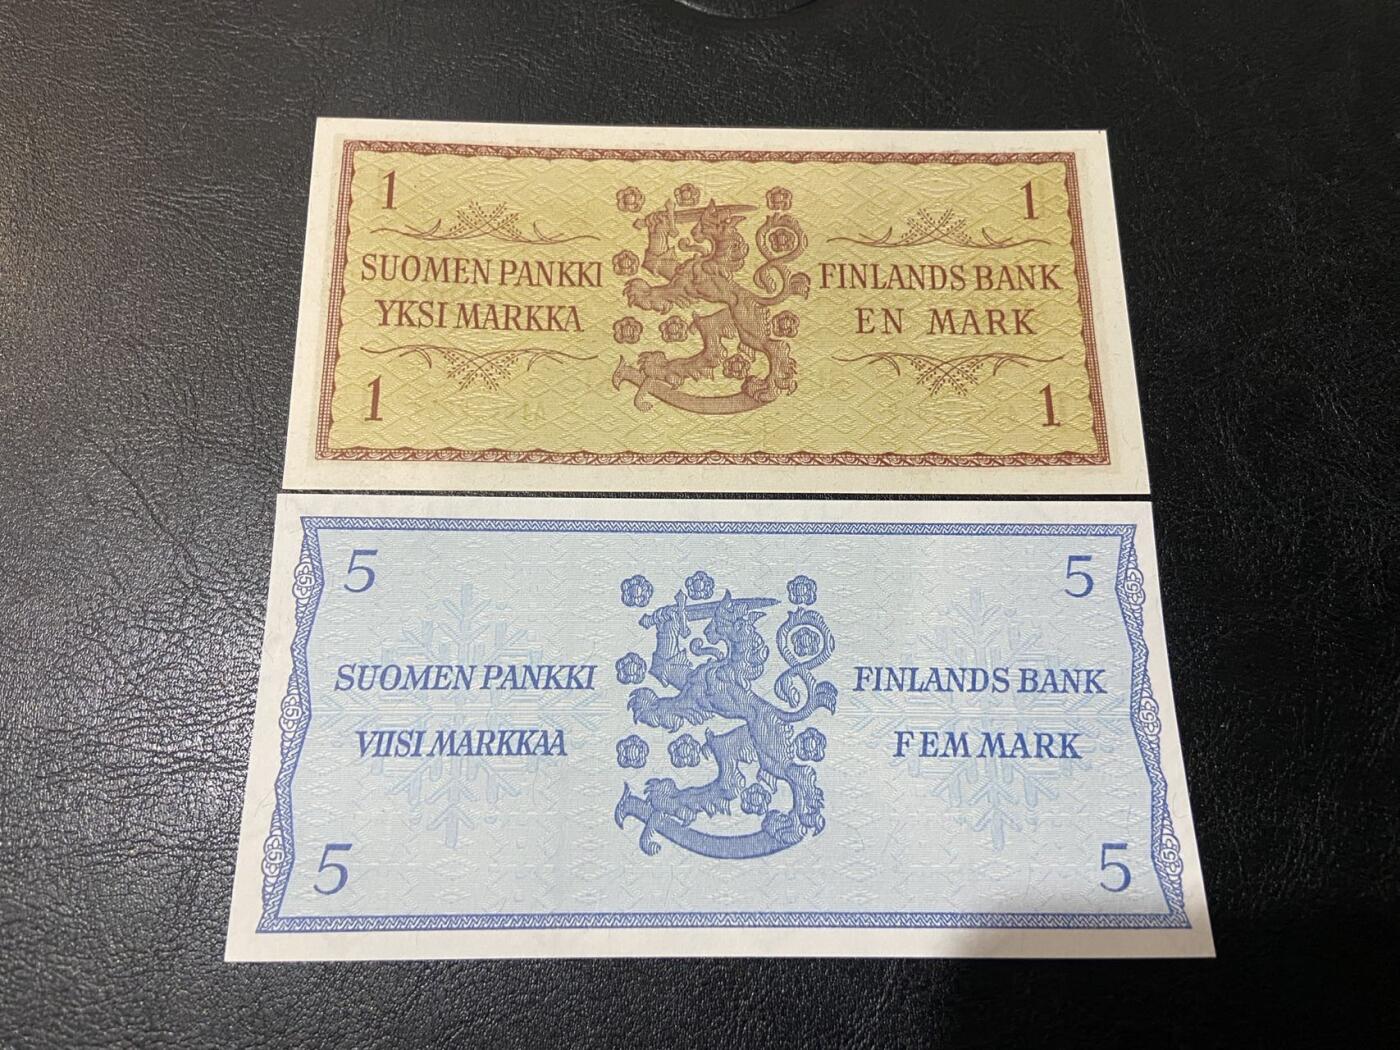 1 1
SUOMEN PANKKI FINLANDS BANK
YKSI MARKKA EN MARK
1 1
5 5
SUOMEN PANKKI FINLANDS BANK
VIISI MARKKAA FEM MARK
5 5